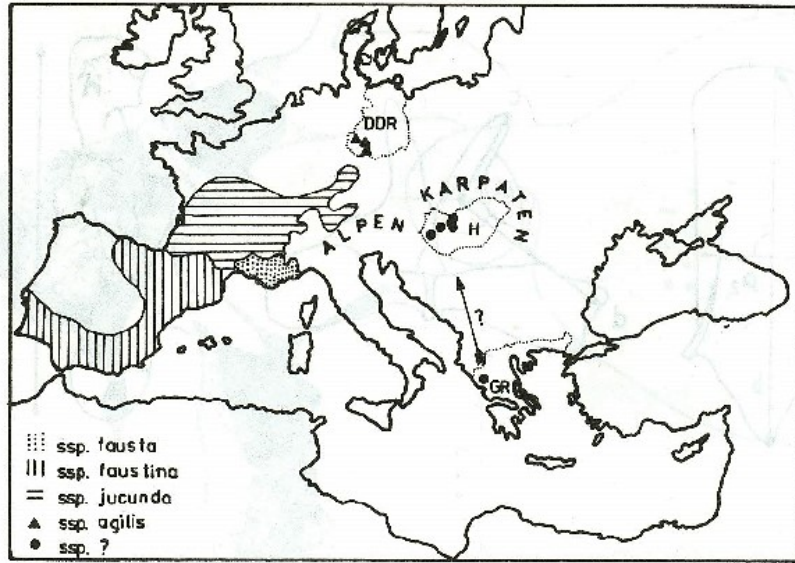 DDR
KARPATEN
ALPEN
H
?
GR
ssp. fausta
ssp. faustina
ssp. jucunda
ssp. agilis
ssp. ?